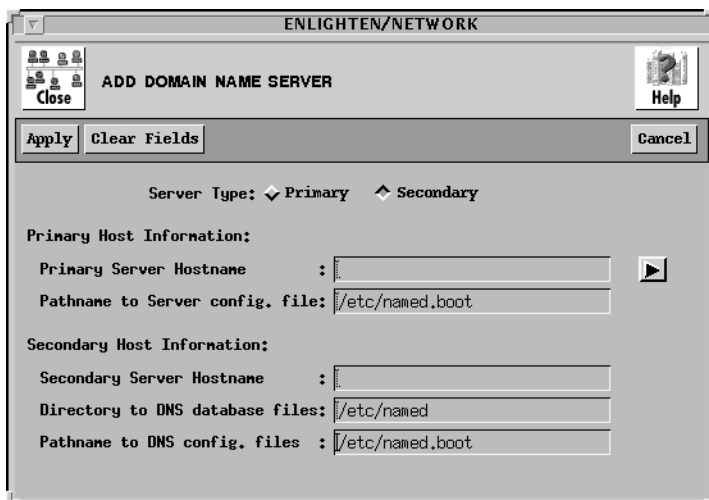 ENLIGHTEN/NETWORK
Close
ADD DOMAIN NAME SERVER
Help
Apply Clear Fields Cancel
Server Type: Primary Secondary
Primary Host Information:
Primary Server Hostname :
Pathname to Server config. file: /etc/named.boot
Secondary Host Information:
Secondary Server Hostname :
Directory to DNS database files: /etc/named
Pathname to DNS config. files : /etc/named.boot